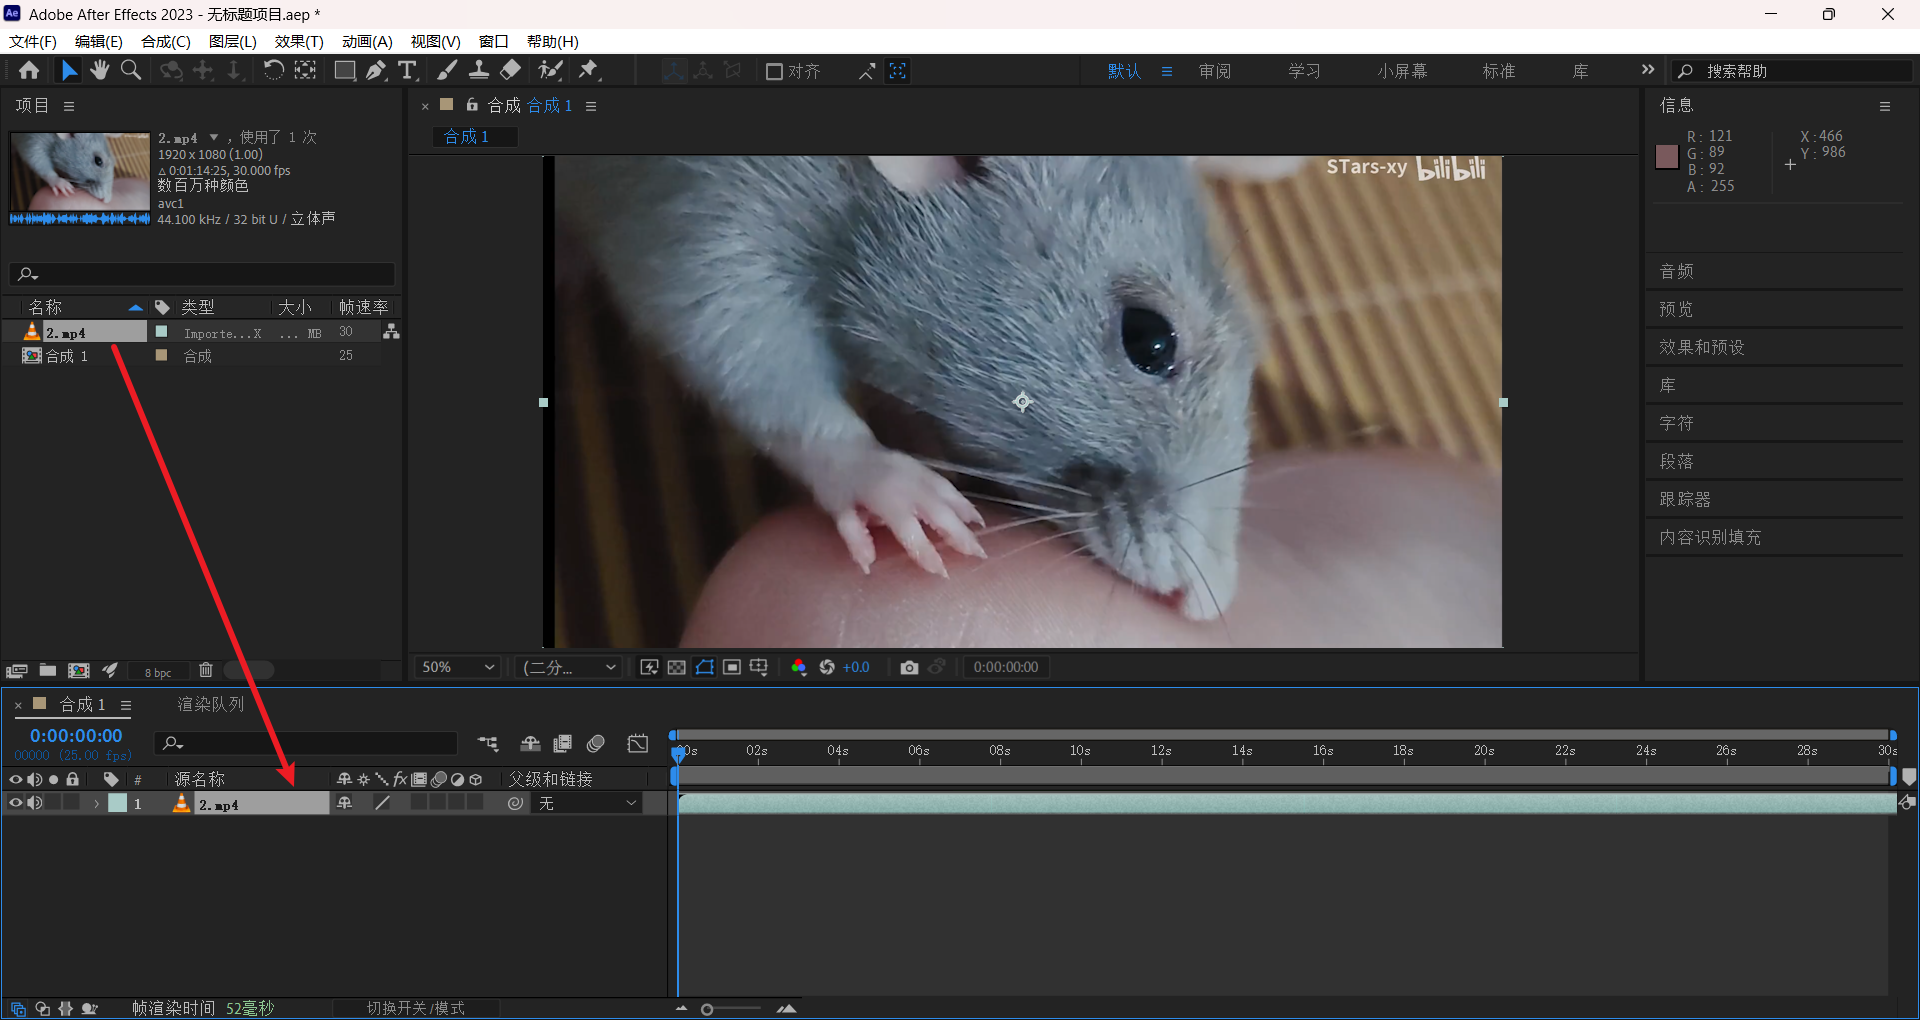 Adobe After Effects 2023 - 无标题项目.aep *
文件(F) 编辑(E) 合成(C) 图层(L) 效果(T) 动画(A) 视图(V) 窗口 帮助(H)
对齐 默认 审阅 学习 小屏幕 标准 库 搜索帮助
项目
2.mp4 , 使用了 1 次
1920 x 1080 (1.00)
△ 0:01:14:25, 30.000 fps
数百万种颜色
avc1
44.100 kHz / 32 bit U / 立体声
名称 类型 大小 帧速率
2.mp4 Importe...X ... MB 30
合成 1 合成 25
8 bpc
合成 合成 1
合成 1
STars-xy bilibili
50% (二分... +0.0 0:00:00:00
信息
R: 121
G: 89
B: 92
A: 255
X: 466
Y: 986
音频
预览
效果和预设
库
字符
段落
跟踪器
内容识别填充
合成 1 渲染队列
0:00:00:00
00000 (25.00 fps)
00s 02s 04s 06s 08s 10s 12s 14s 16s 18s 20s 22s 24s 26s 28s 30s
# 源名称 父级和链接
1 2.mp4 无
帧渲染时间 52毫秒 切换开关/模式